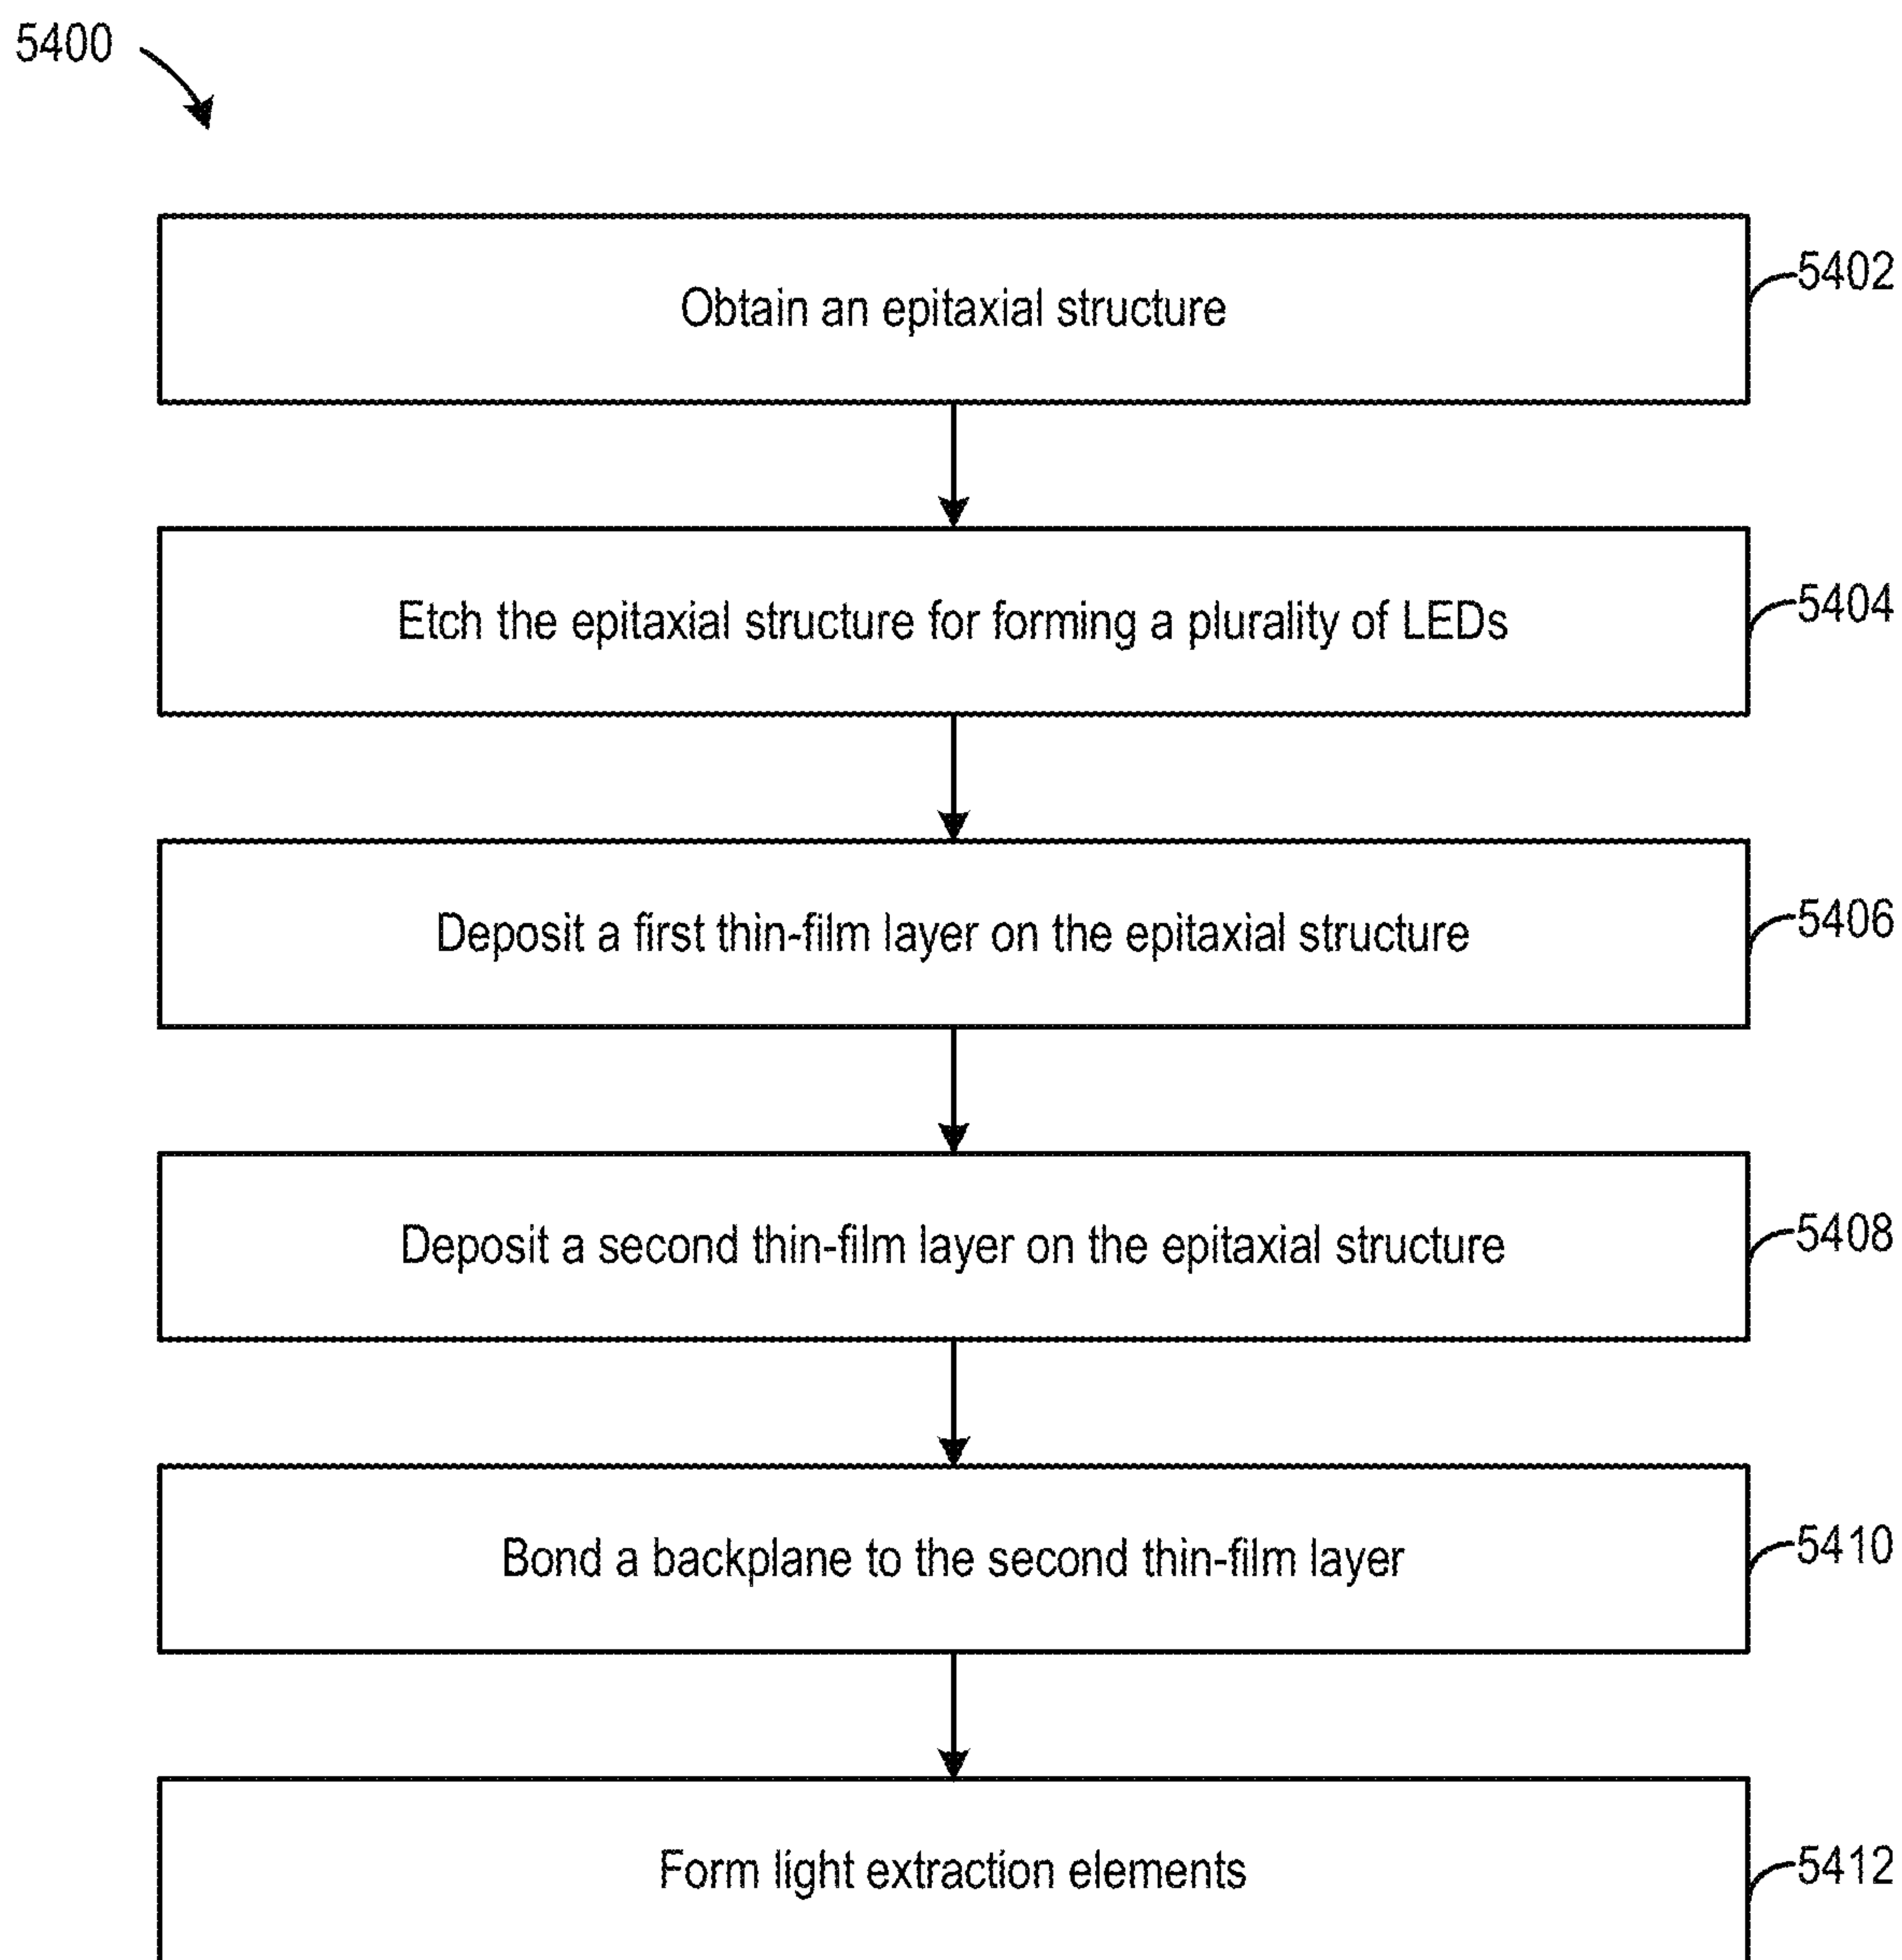 5400
Obtain an epitaxial structure
5402
Etch the epitaxial structure for forming a plurality of LEDs
5404
Deposit a first thin-film layer on the epitaxial structure
5406
Deposit a second thin-film layer on the epitaxial structure
5408
Bond a backplane to the second thin-film layer
5410
Form light extraction elements
5412